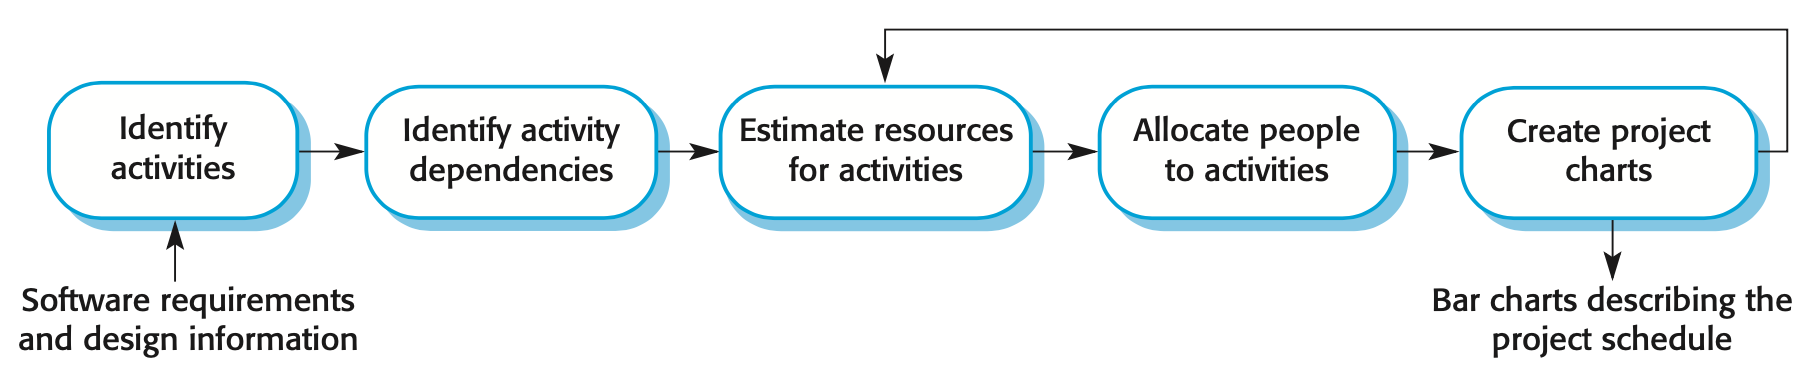 Identify
activities
Identify activity
dependencies
Estimate resources
for activities
Allocate people
to activities
Create project
charts
Software requirements
and design information
Bar charts describing the
project schedule